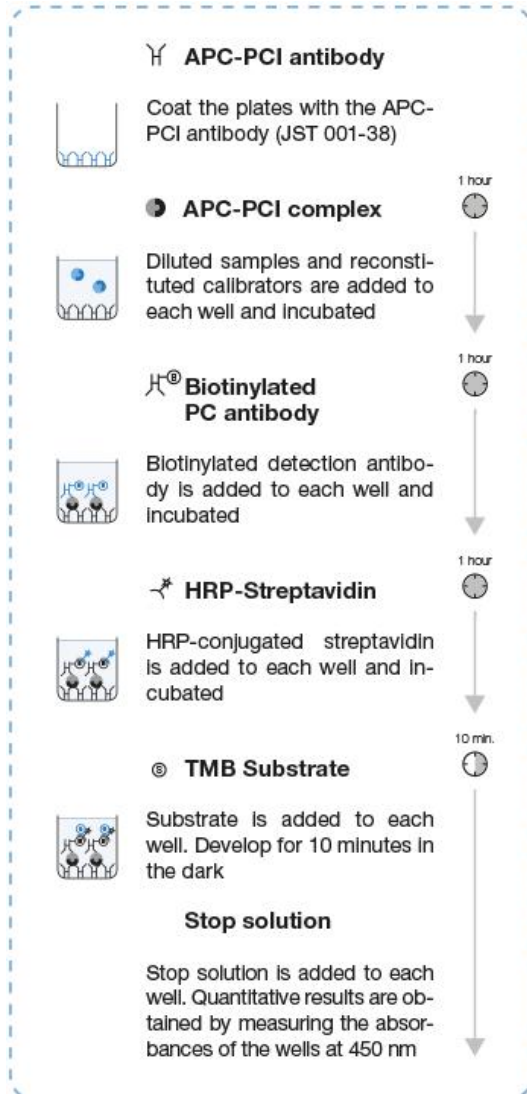 APC-PCI antibody
Coat the plates with the APC-
PCI antibody (JST 001-38)
1 hour
APC-PCI complex
Diluted samples and reconsti-
tuted calibrators are added to
each well and incubated
1 hour
B
Biotinylated
PC antibody
Biotinylated detection antibo-
dy is added to each well and
incubated
1 hour
HRP-Streptavidin
HRP-conjugated streptavidin
is added to each well and in-
cubated
10 min.
S
TMB Substrate
Substrate is added to each
well. Develop for 10 minutes in
the dark
Stop solution
Stop solution is added to each
well. Quantitative results are ob-
tained by measuring the absor-
bances of the wells at 450 nm